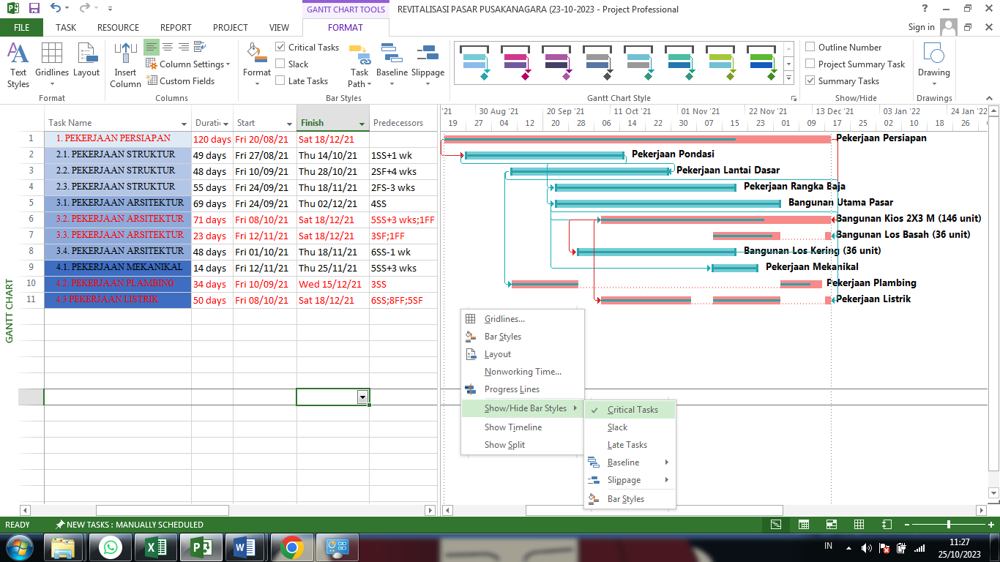 GANTT CHART TOOLS
REVITALISASI PASAR PUSAKANAGARA (23-10-2023 - Project Professional
FILE TASK RESOURCE REPORT PROJECT VIEW FORMAT Sign in
Text Styles
Gridlines
Layout
Format
Insert Column
Column Settings
Custom Fields
Columns
Format
Critical Tasks
Slack
Late Tasks
Task Path
Baseline
Slippage
Bar Styles
Gantt Chart Style
Outline Number
Project Summary Task
Summary Tasks
Show/Hide
Drawing
Drawings
Task Name Durati Start Finish Predecessors
'21 30 Aug '21 20 Sep '21 11 Oct '21 01 Nov '21 22 Nov '21 13 Dec '21 03 Jan '22 24 Jan '22
19 27 04 12 20 28 06 14 22 30 07 15 23 01 09 17 25 02 10 18 26
1 1. PEKERJAAN PERSIAPAN 120 days Fri 20/08/21 Sat 18/12/21
2 2.1. PEKERJAAN STRUKTUR 49 days Fri 27/08/21 Thu 14/10/21 1SS+1 wk
3 2.2. PEKERJAAN STRUKTUR 48 days Fri 10/09/21 Thu 28/10/21 2SF+4 wks
4 2.3. PEKERJAAN STRUKTUR 55 days Fri 24/09/21 Thu 18/11/21 2FS-3 wks
5 3.1. PEKERJAAN ARSITEKTUR 69 days Fri 24/09/21 Thu 02/12/21 4SS
6 3.2. PEKERJAAN ARSITEKTUR 71 days Fri 08/10/21 Sat 18/12/21 5SS+3 wks;1FF
7 3.3. PEKERJAAN ARSITEKTUR 23 days Fri 12/11/21 Sat 18/12/21 3SF;1FF
8 3.4. PEKERJAAN ARSITEKTUR 48 days Fri 01/10/21 Thu 18/11/21 6SS-1 wk
9 4.1. PEKERJAAN MEKANIKAL 14 days Fri 12/11/21 Thu 25/11/21 5SS+3 wks
10 4.2. PEKERJAAN PLAMBING 34 days Fri 10/09/21 Wed 15/12/21 3SS
11 4.3 PEKERJAAN LISTRIK 50 days Fri 08/10/21 Sat 18/12/21 6SS;8FF;5SF
Pekerjaan Persiapan
Pekerjaan Pondasi
Pekerjaan Lantai Dasar
Pekerjaan Rangka Baja
Bangunan Utama Pasar
Bangunan Kios 2X3 M (146 unit)
Bangunan Los Basah (36 unit)
Bangunan Los Kering (36 unit)
Pekerjaan Mekanikal
Pekerjaan Plambing
Pekerjaan Listrik
GANTT CHART
Gridlines...
Bar Styles
Layout
Nonworking Time...
Progress Lines
Show/Hide Bar Styles
Show Timeline
Show Split
Critical Tasks
Slack
Late Tasks
Baseline
Slippage
Bar Styles
READY NEW TASKS : MANUALLY SCHEDULED
IN 11:27
25/10/2023